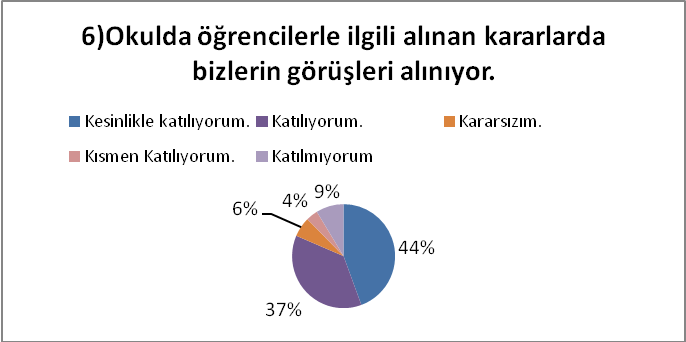 6)Okulda öğrencilerle ilgili alınan kararlarda
bizlerin görüşleri alınıyor.
Kesinlikle katılıyorum. Katılıyorum. Kararsızım.
Kısmen Katılıyorum. Katılmıyorum
9%
4%
6%
44%
37%